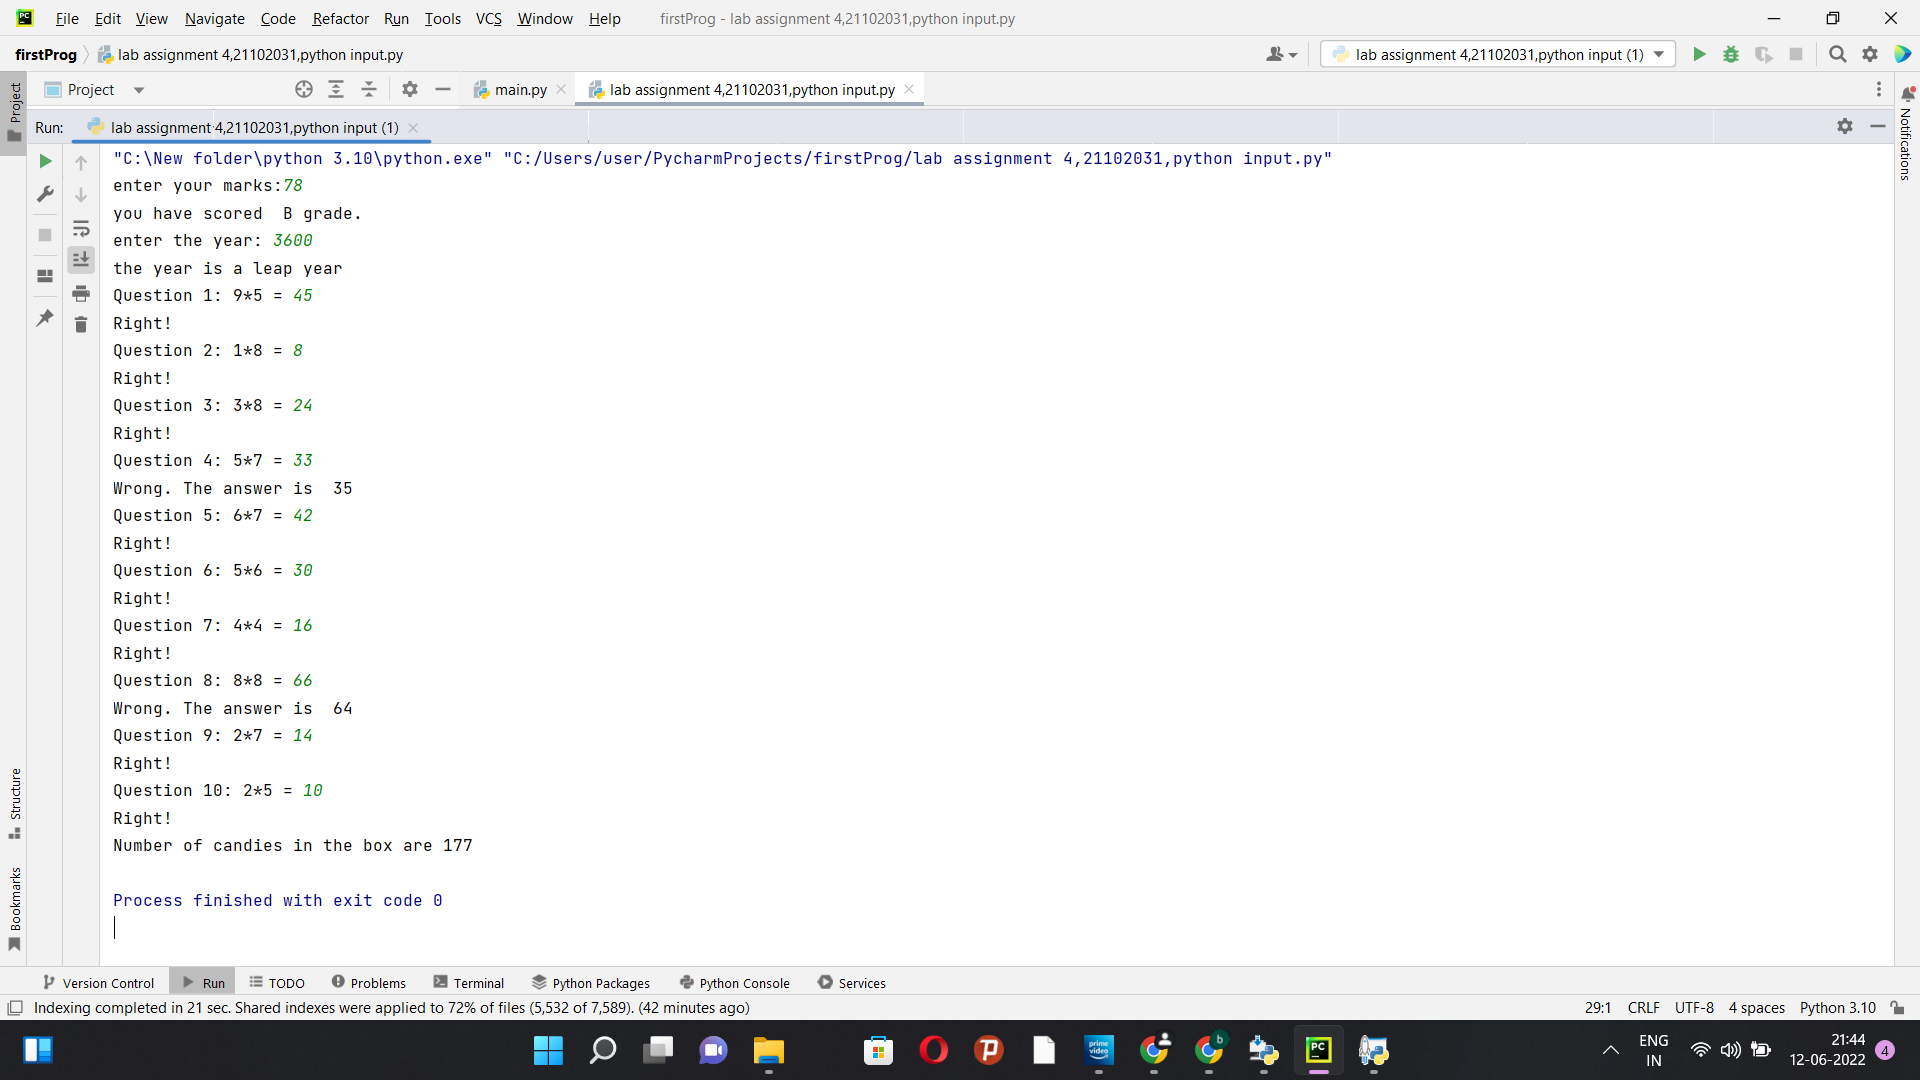 File Edit View Navigate Code Refactor Run Tools VCS Window Help firstProg - lab assignment 4,21102031,python input.py
firstProg lab assignment 4,21102031,python input.py lab assignment 4,21102031,python input (1)
Project main.py lab assignment 4,21102031,python input.py
Run: lab assignment 4,21102031,python input (1)
"C:\New folder\python 3.10\python.exe" "C:/Users/user/PycharmProjects/firstProg/lab assignment 4,21102031,python input.py"
enter your marks:78
you have scored  B grade.
enter the year: 3600
the year is a leap year
Question 1: 9*5 = 45
Right!
Question 2: 1*8 = 8
Right!
Question 3: 3*8 = 24
Right!
Question 4: 5*7 = 33
Wrong. The answer is  35
Question 5: 6*7 = 42
Right!
Question 6: 5*6 = 30
Right!
Question 7: 4*4 = 16
Right!
Question 8: 8*8 = 66
Wrong. The answer is  64
Question 9: 2*7 = 14
Right!
Question 10: 2*5 = 10
Right!
Number of candies in the box are 177
Process finished with exit code 0
Project
Structure
Bookmarks
Notifications
Version Control Run TODO Problems Terminal Python Packages Python Console Services
Indexing completed in 21 sec. Shared indexes were applied to 72% of files (5,532 of 7,589). (42 minutes ago) 29:1 CRLF UTF-8 4 spaces Python 3.10
prime video
b
PC
ENG
IN
21:44
12-06-2022
4